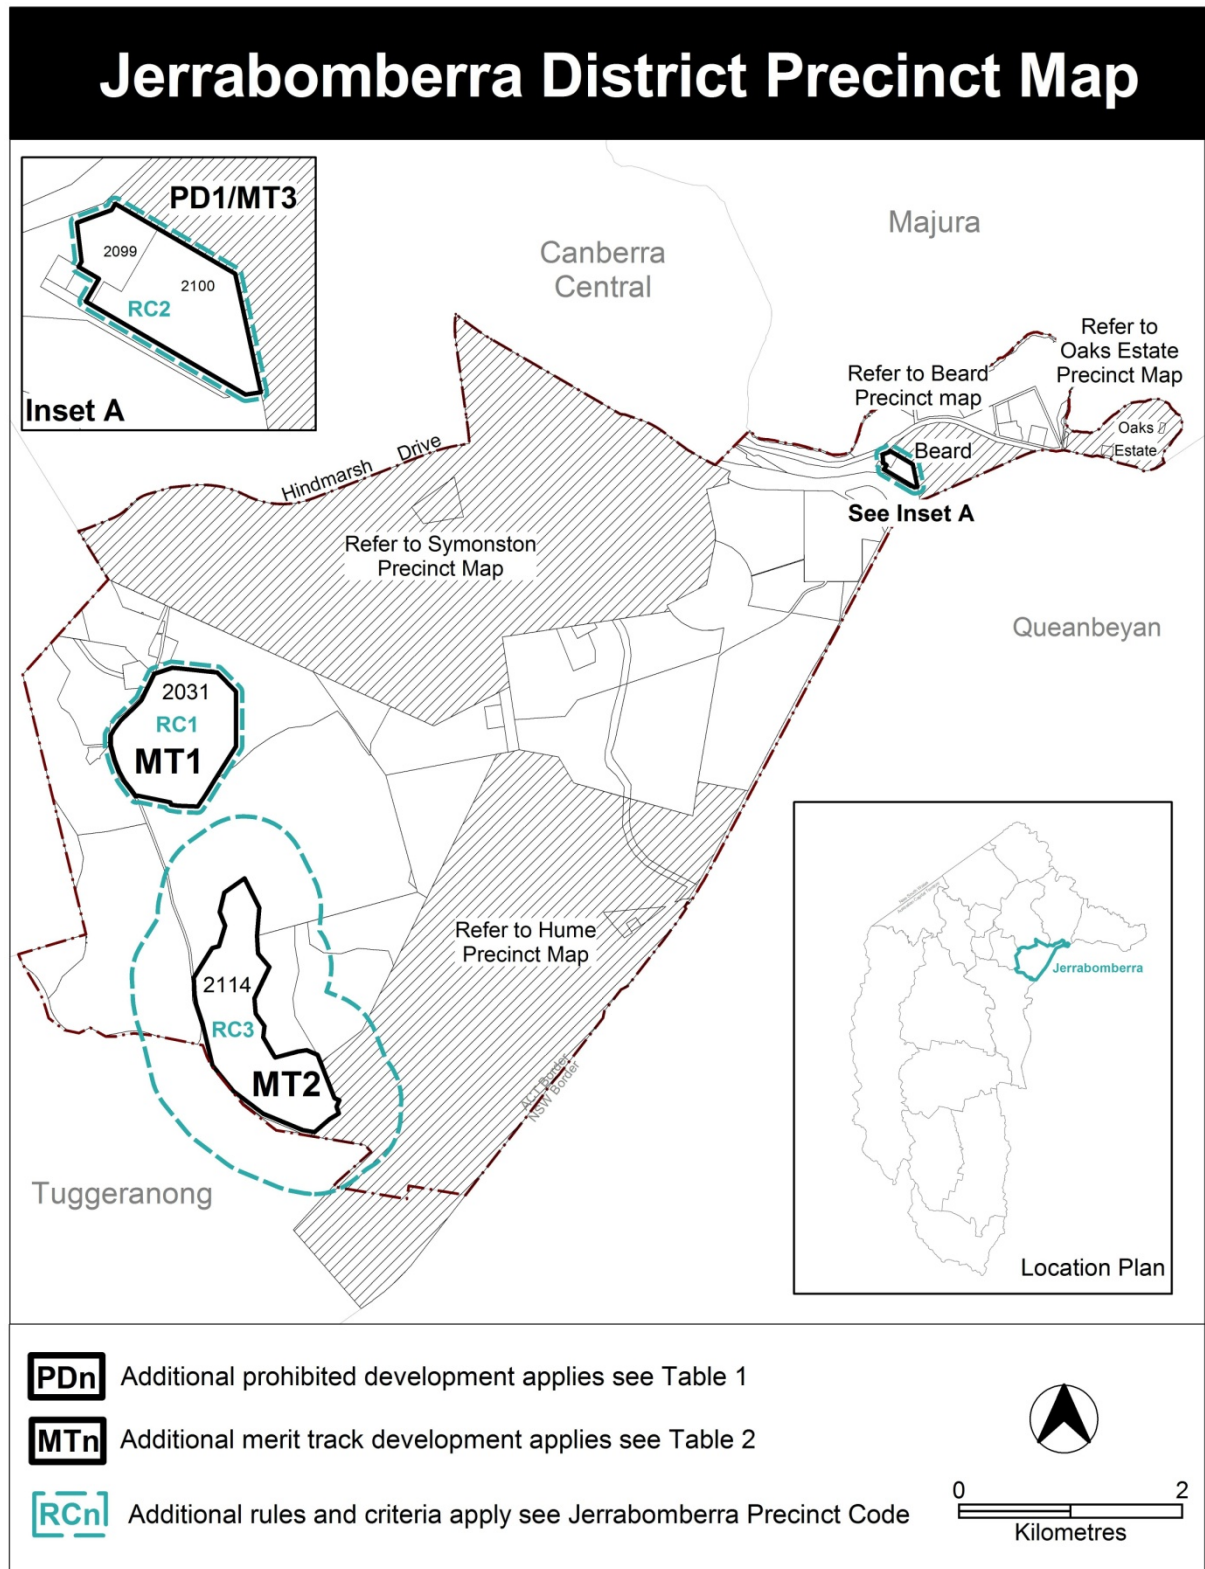 Jerrabomberra District Precinct Map
PD1/MT3
2099
2100
RC2
Inset A
Canberra
Central
Majura
Refer to
Oaks Estate
Precinct Map
Refer to Beard
Precinct map
Oaks
Estate
Beard
See Inset A
Hindmarsh Drive
Refer to Symonston
Precinct Map
Queanbeyan
2031
RC1
MT1
2114
RC3
MT2
Refer to Hume
Precinct Map
ACT Border
NSW Border
Tuggeranong
Jerrabomberra
Location Plan
PDn Additional prohibited development applies see Table 1
MTn Additional merit track development applies see Table 2
RCn Additional rules and criteria apply see Jerrabomberra Precinct Code
0 2
Kilometres